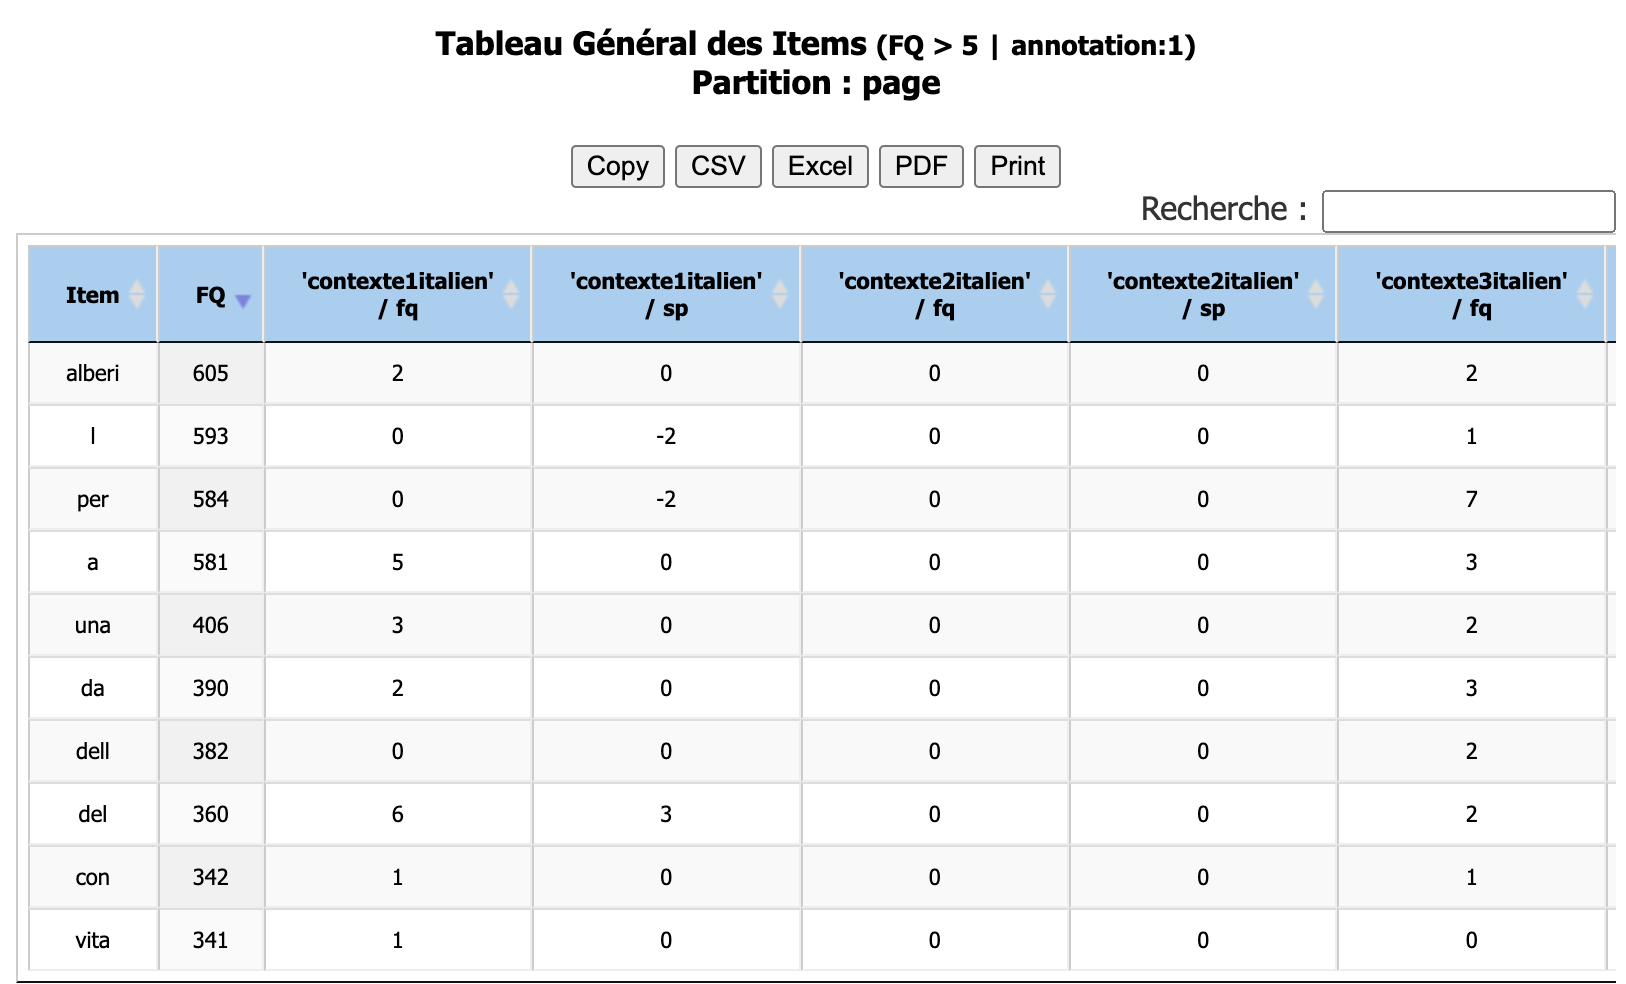 Tableau Général des Items (FQ > 5 | annotation:1)
Partition : page
Copy CSV Excel PDF Print
Recherche :
Item FQ 'contexte1italien' / fq 'contexte1italien' / sp 'contexte2italien' / fq 'contexte2italien' / sp 'contexte3italien' / fq
alberi 605 2 0 0 0 2
l 593 0 -2 0 0 1
per 584 0 -2 0 0 7
a 581 5 0 0 0 3
una 406 3 0 0 0 2
da 390 2 0 0 0 3
dell 382 0 0 0 0 2
del 360 6 3 0 0 2
con 342 1 0 0 0 1
vita 341 1 0 0 0 0